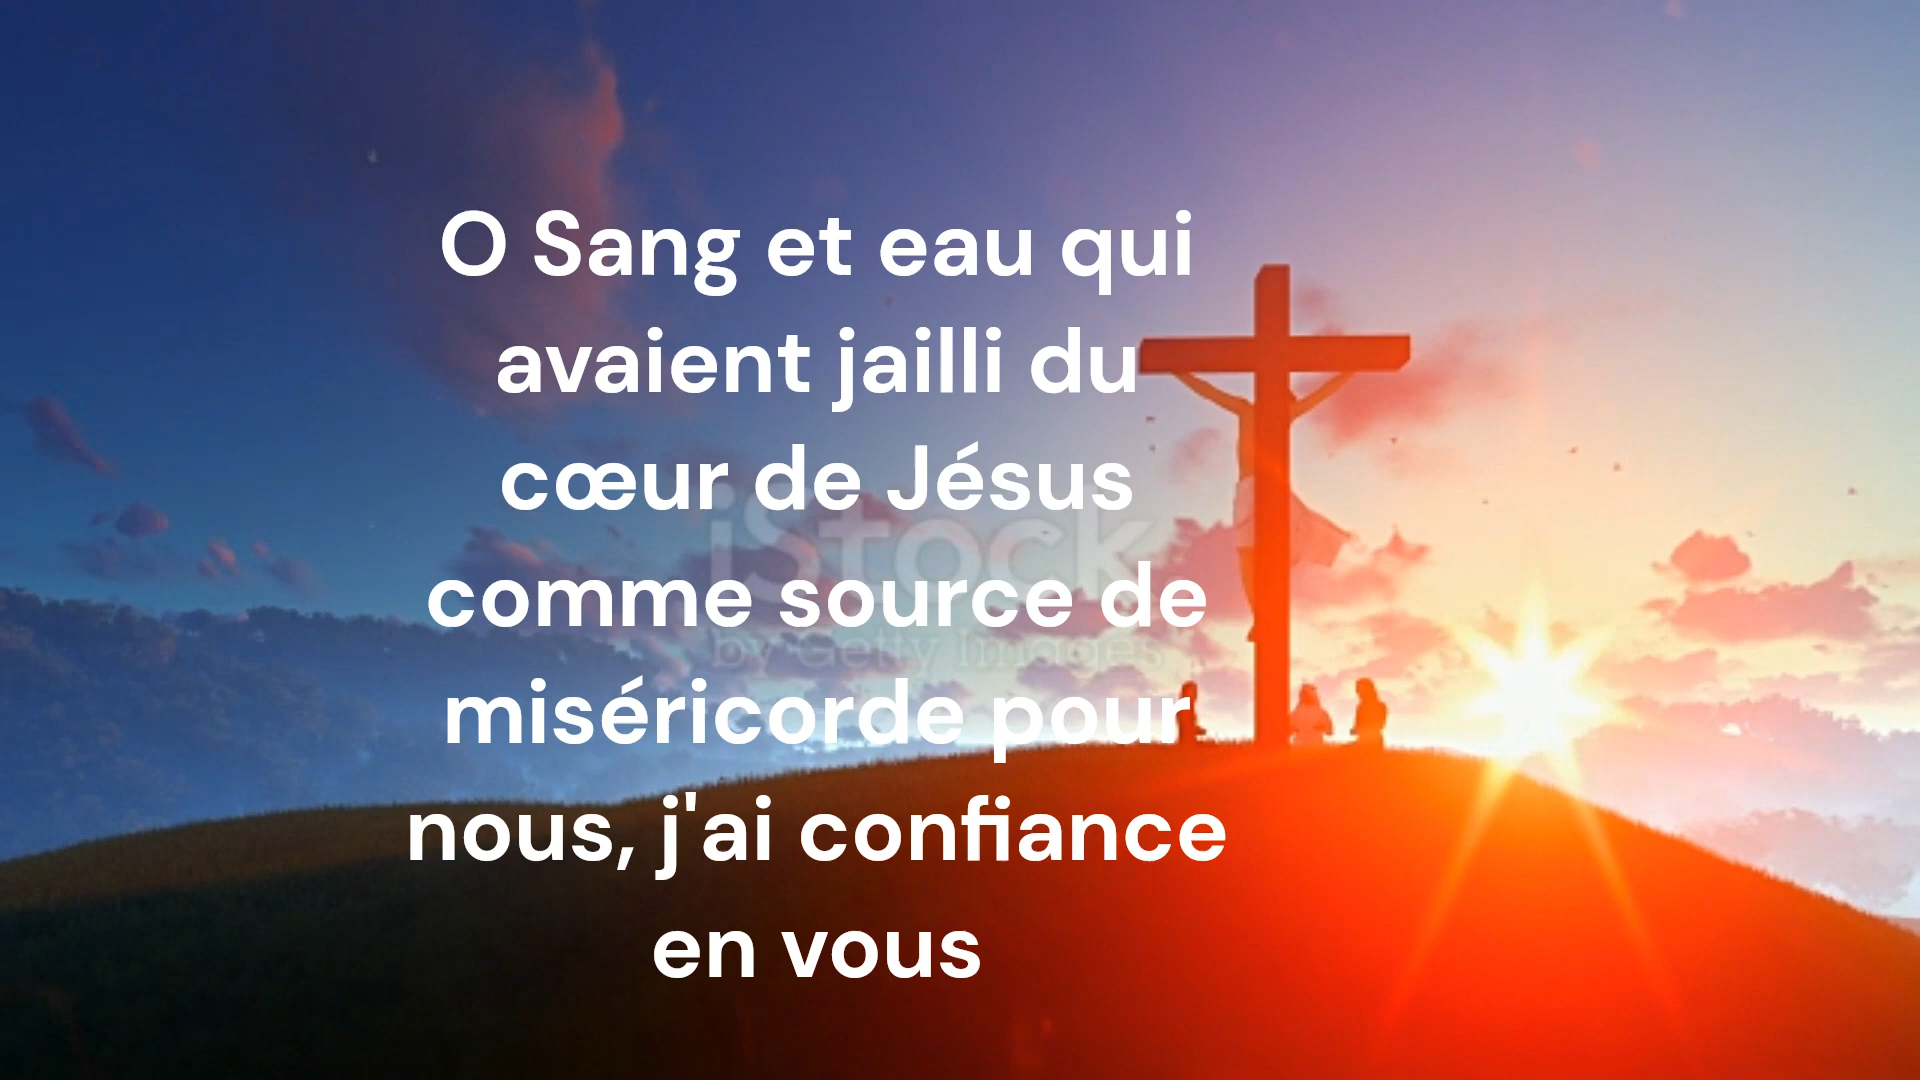 O Sang et eau qui
avaient jailli du
cœur de Jésus
comme source de
miséricorde pour
nous, j'ai confiance
en vous
iStock
by Getty Images